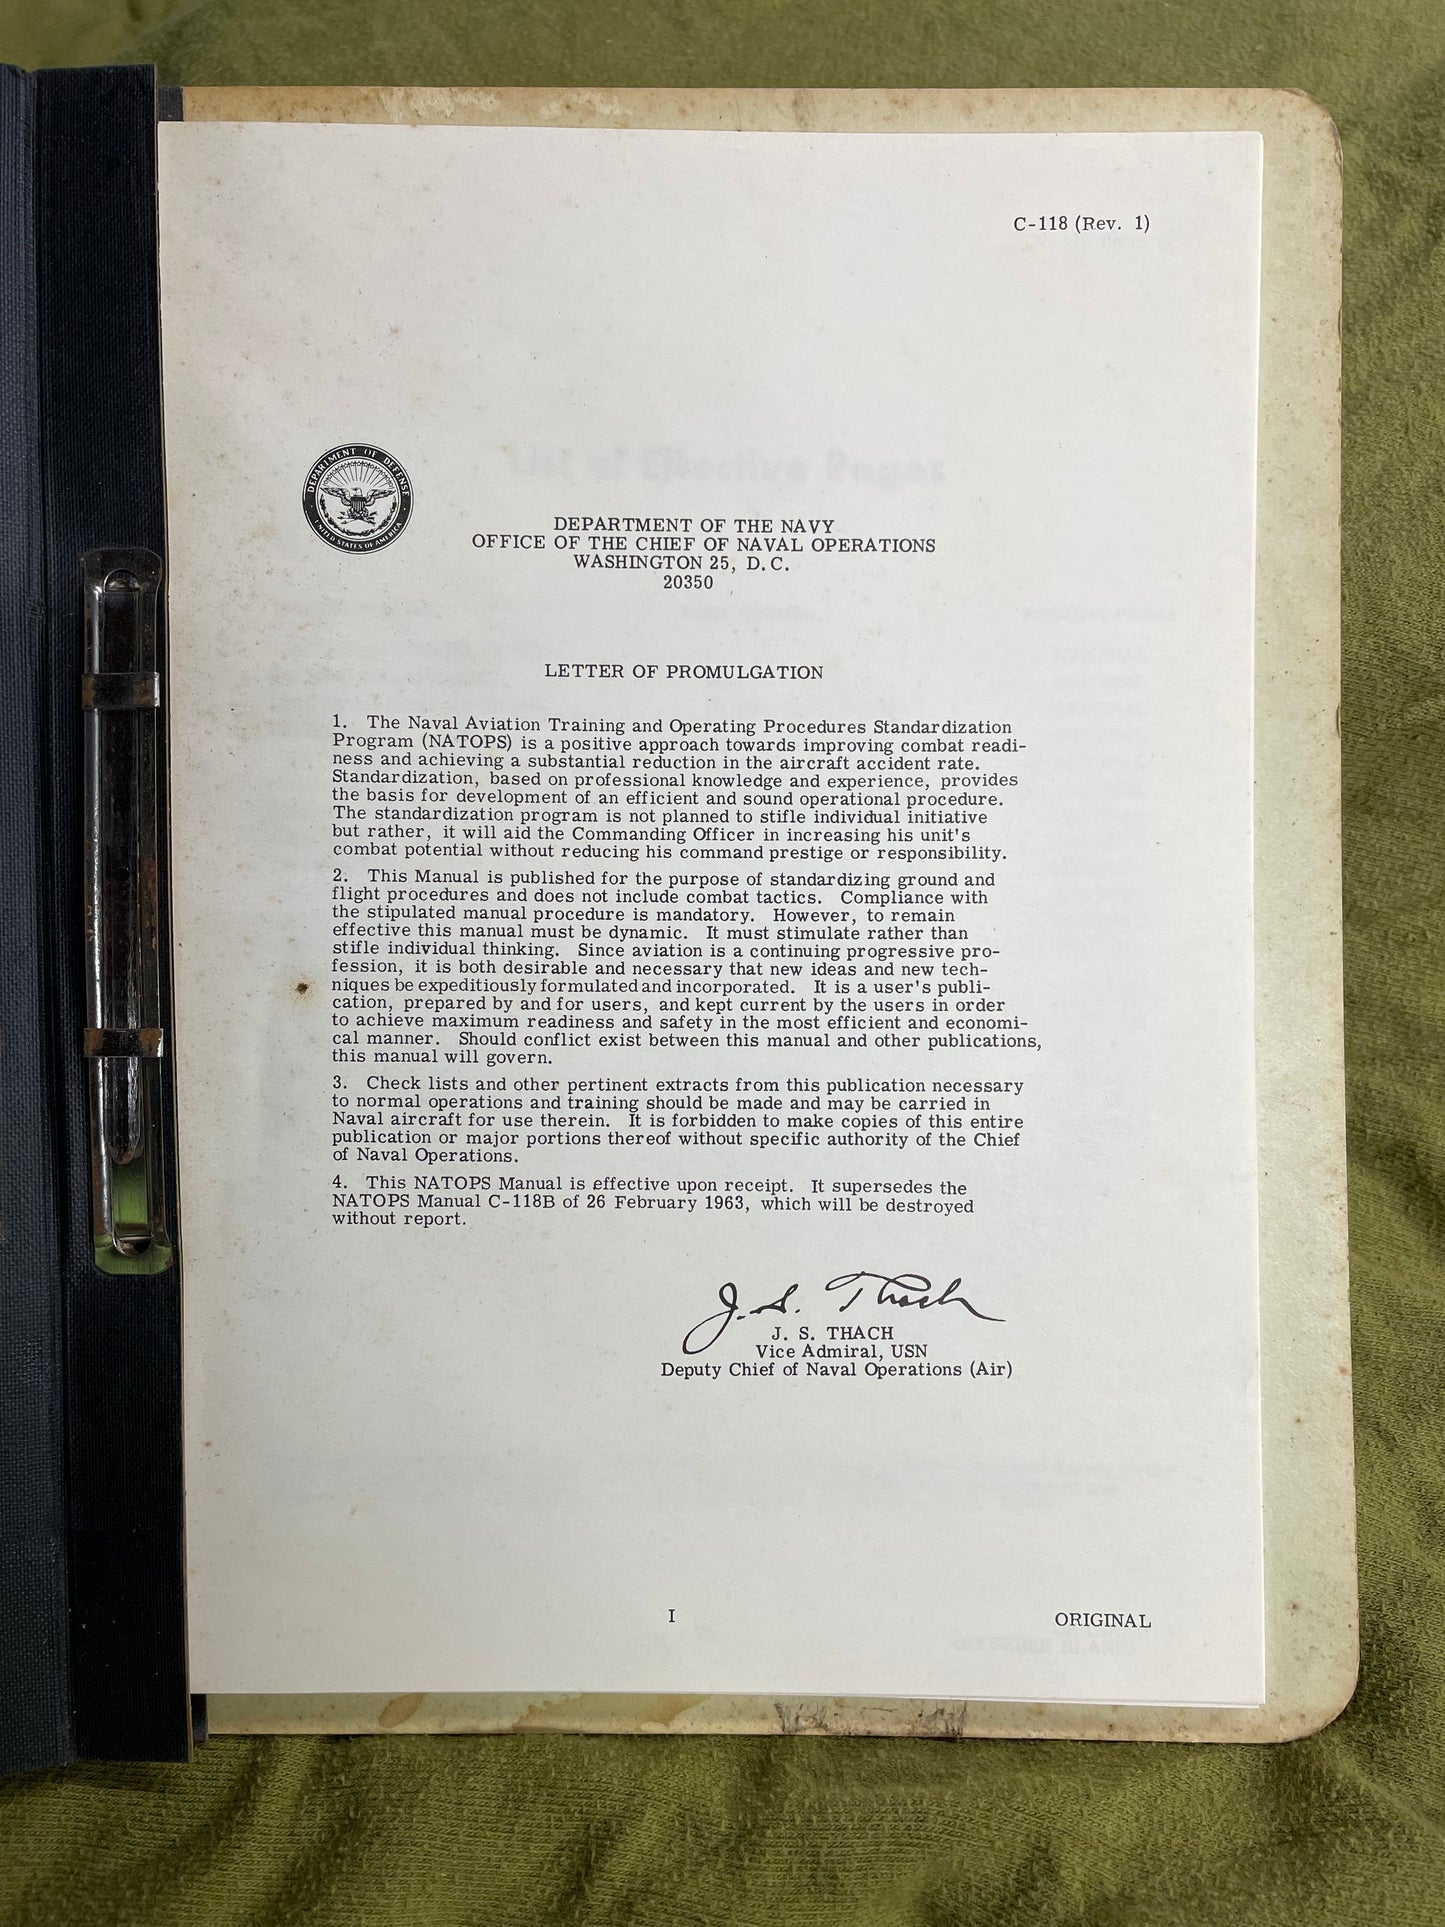 C-118 (Rev. 1)
DEPARTMENT OF DEFENSE
UNITED STATES OF AMERICA
List of Effective Pages
DEPARTMENT OF THE NAVY
OFFICE OF THE CHIEF OF NAVAL OPERATIONS
WASHINGTON 25, D.C.
20350
LETTER OF PROMULGATION
1. The Naval Aviation Training and Operating Procedures Standardization
Program (NATOPS) is a positive approach towards improving combat readi-
ness and achieving a substantial reduction in the aircraft accident rate.
Standardization, based on professional knowledge and experience, provides
the basis for development of an efficient and sound operational procedure.
The standardization program is not planned to stifle individual initiative
but rather, it will aid the Commanding Officer in increasing his unit's
combat potential without reducing his command prestige or responsibility.
2. This Manual is published for the purpose of standardizing ground and
flight procedures and does not include combat tactics. Compliance with
the stipulated manual procedure is mandatory. However, to remain
effective this manual must be dynamic. It must stimulate rather than
stifle individual thinking. Since aviation is a continuing progressive pro-
fession, it is both desirable and necessary that new ideas and new tech-
niques be expeditiously formulated and incorporated. It is a user's publi-
cation, prepared by and for users, and kept current by the users in order
to achieve maximum readiness and safety in the most efficient and economi-
cal manner. Should conflict exist between this manual and other publications,
this manual will govern.
3. Check lists and other pertinent extracts from this publication necessary
to normal operations and training should be made and may be carried in
Naval aircraft for use therein. It is forbidden to make copies of this entire
publication or major portions thereof without specific authority of the Chief
of Naval Operations.
4. This NATOPS Manual is effective upon receipt. It supersedes the
NATOPS Manual C-118B of 26 February 1963, which will be destroyed
without report.
J. S. Thach
J. S. THACH
Vice Admiral, USN
Deputy Chief of Naval Operations (Air)
I
ORIGINAL